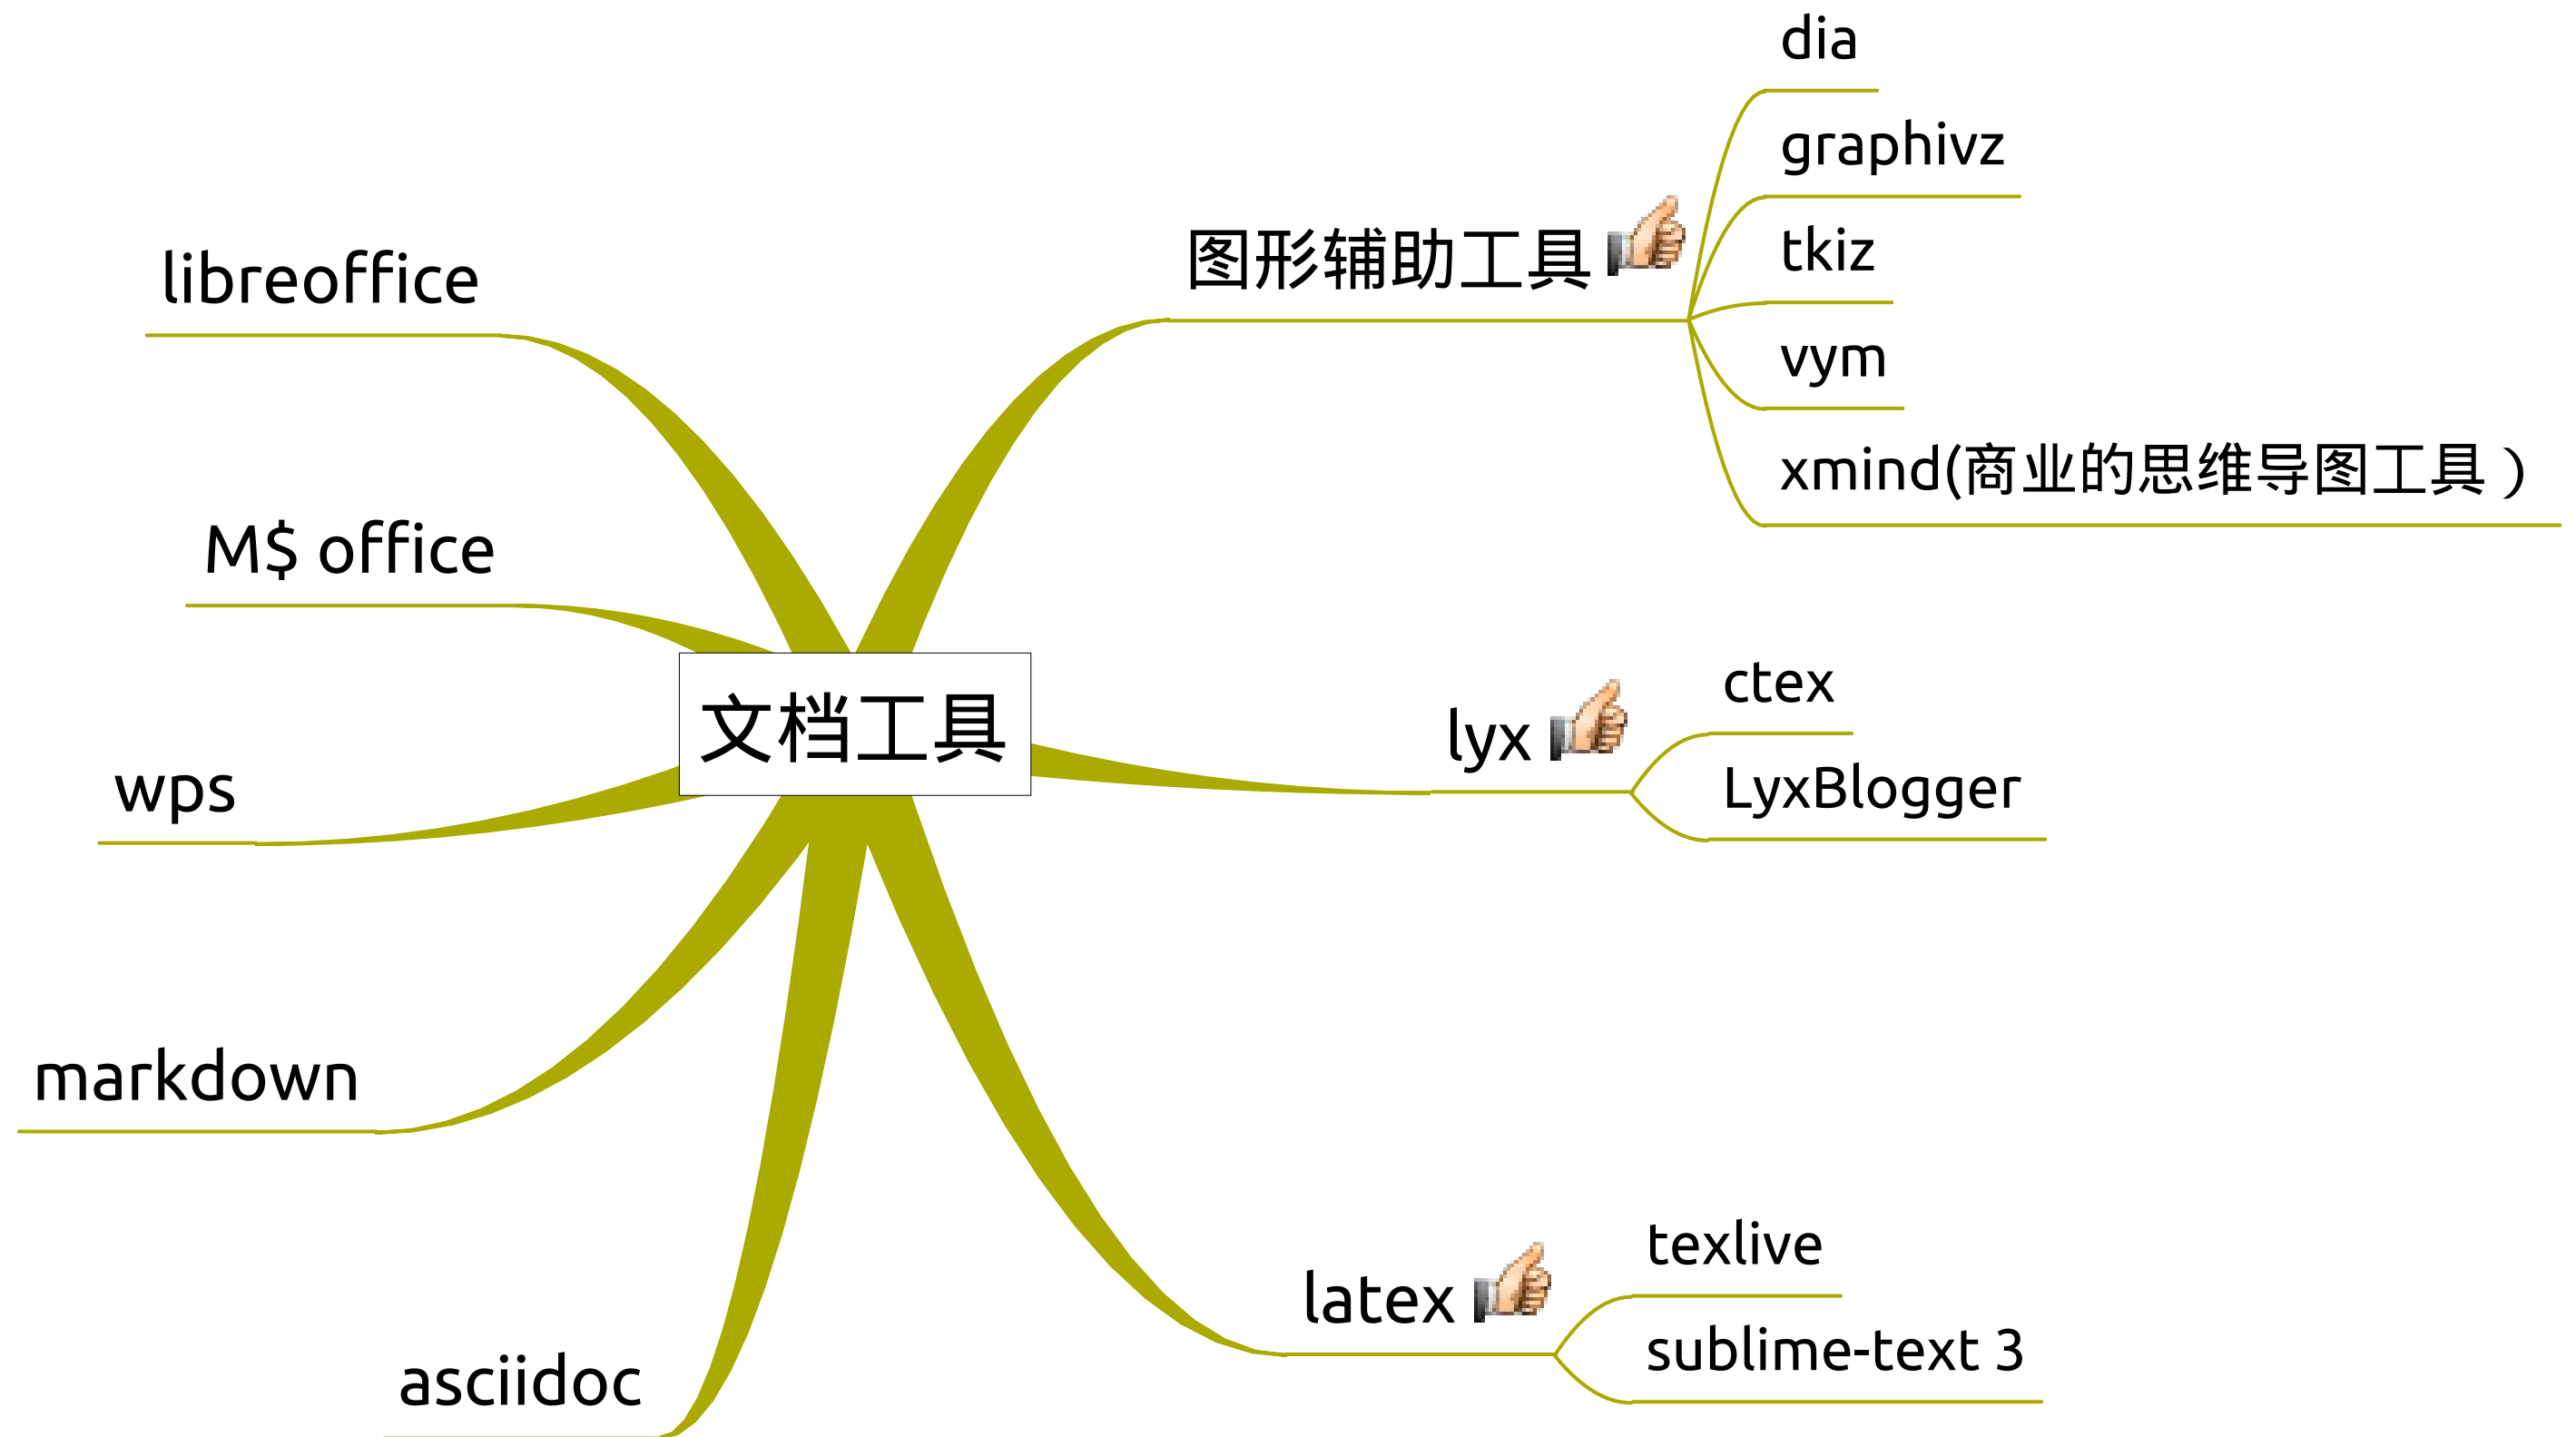 dia
graphivz
图形辅助工具
tkiz
vym
xmind(商业的思维导图工具）
libreoffice
M$ office
文档工具
wps
markdown
asciidoc
lyx
ctex
LyxBlogger
latex
texlive
sublime-text 3